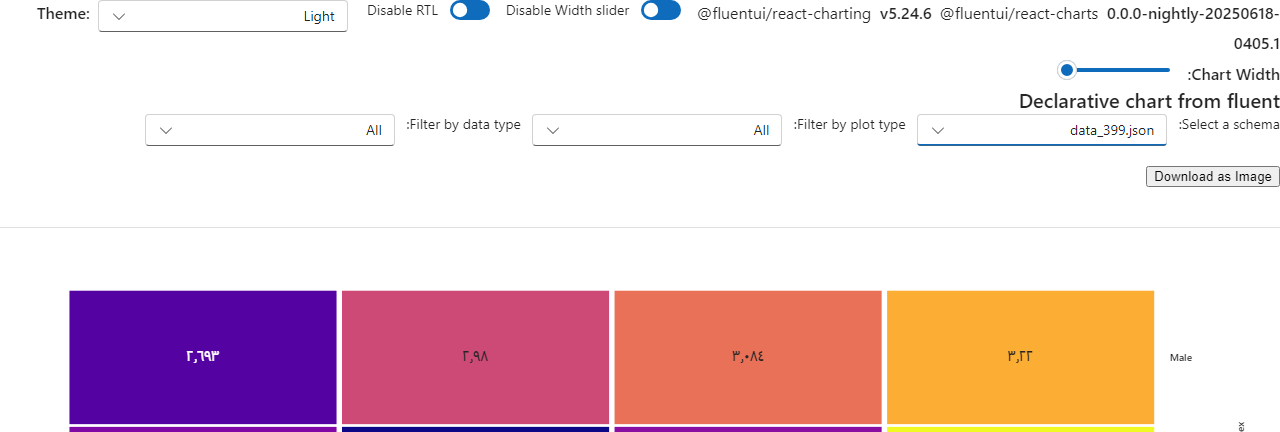 Theme: Light Disable RTL Disable Width slider @fluentui/react-charting v5.24.6 @fluentui/react-charts 0.0.0-nightly-20250618-
0405.1
Chart Width:
Declarative chart from fluent
Select a schema: data_399.json Filter by plot type: All Filter by data type: All
Download as Image
٢٫٦٩٣ ٢٫٩٨ ٣٫٠٨٤ ٣٫٢٢ Male